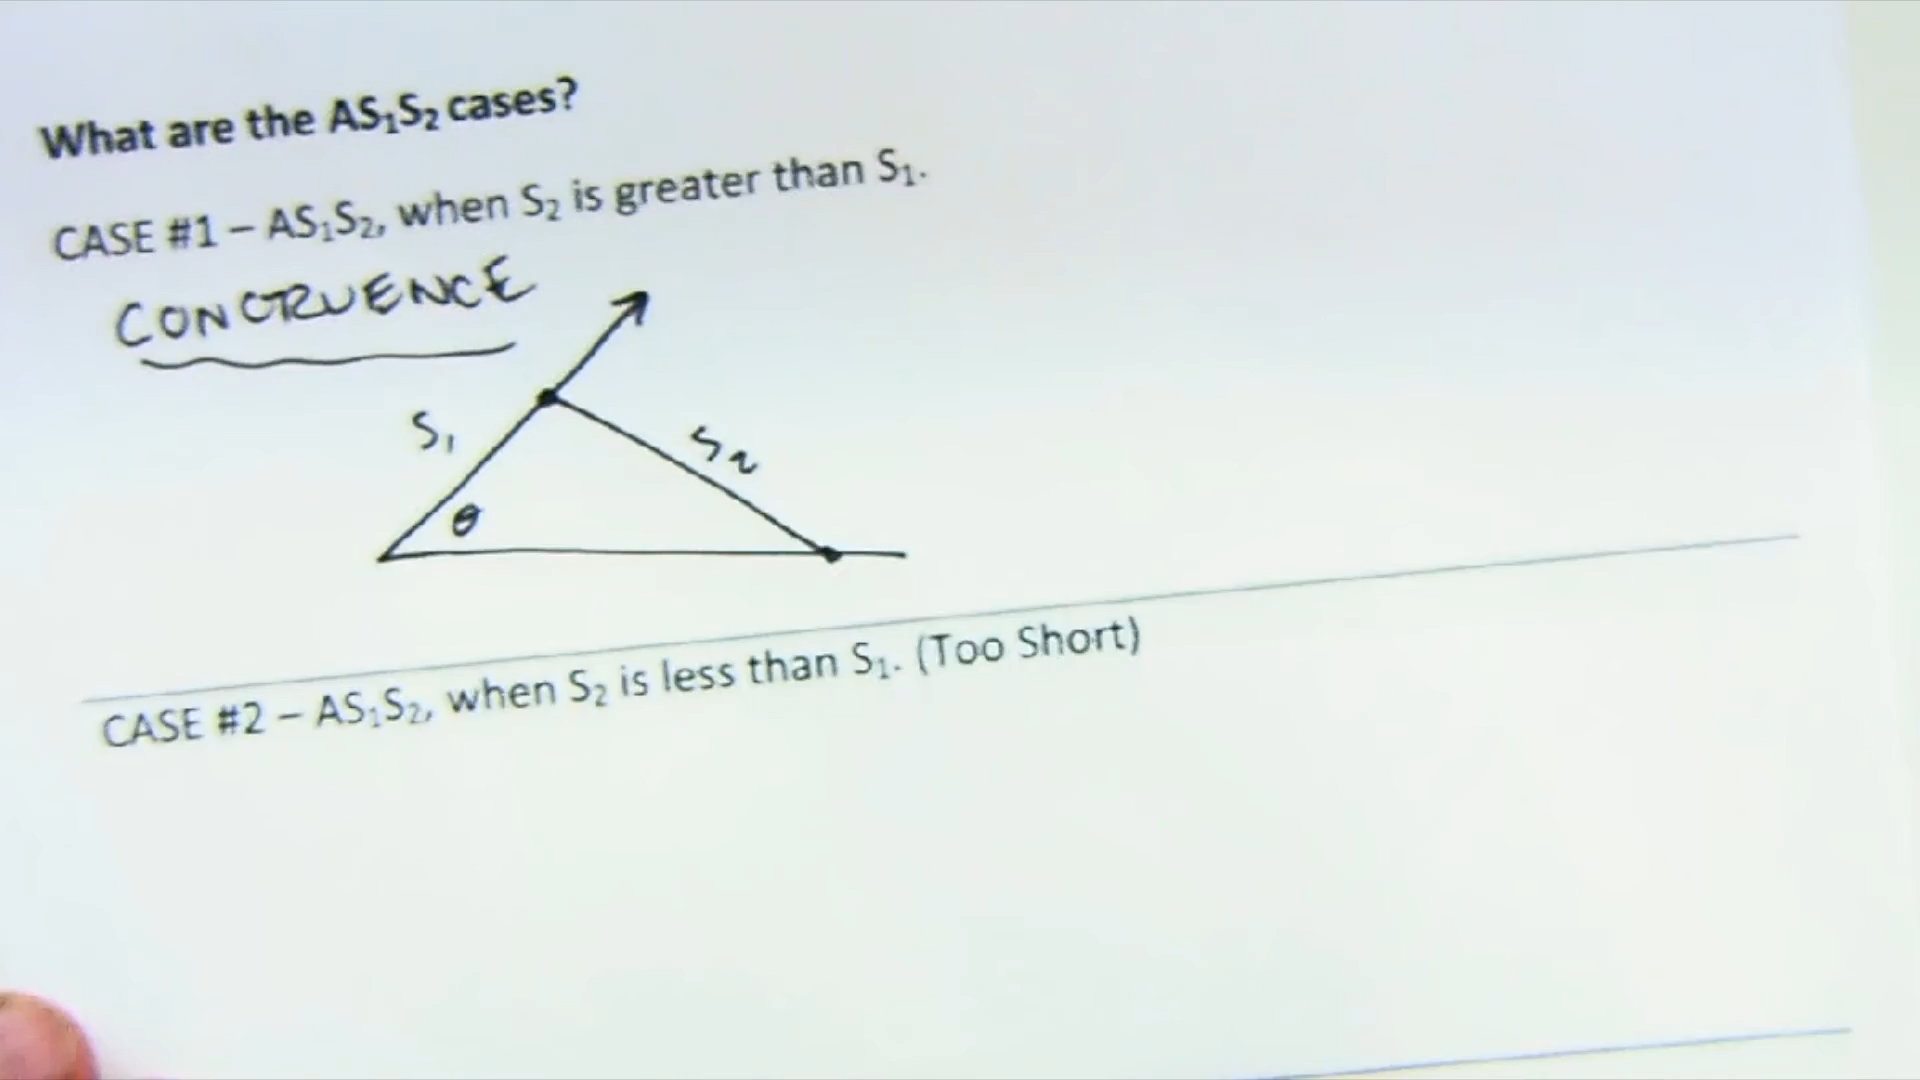 What are the AS₁S₂ cases?
CASE #1 – AS₁S₂, when S₂ is greater than S₁.
CONGRUENCE
S₁
S₂
θ
CASE #2 – AS₁S₂, when S₂ is less than S₁. (Too Short)